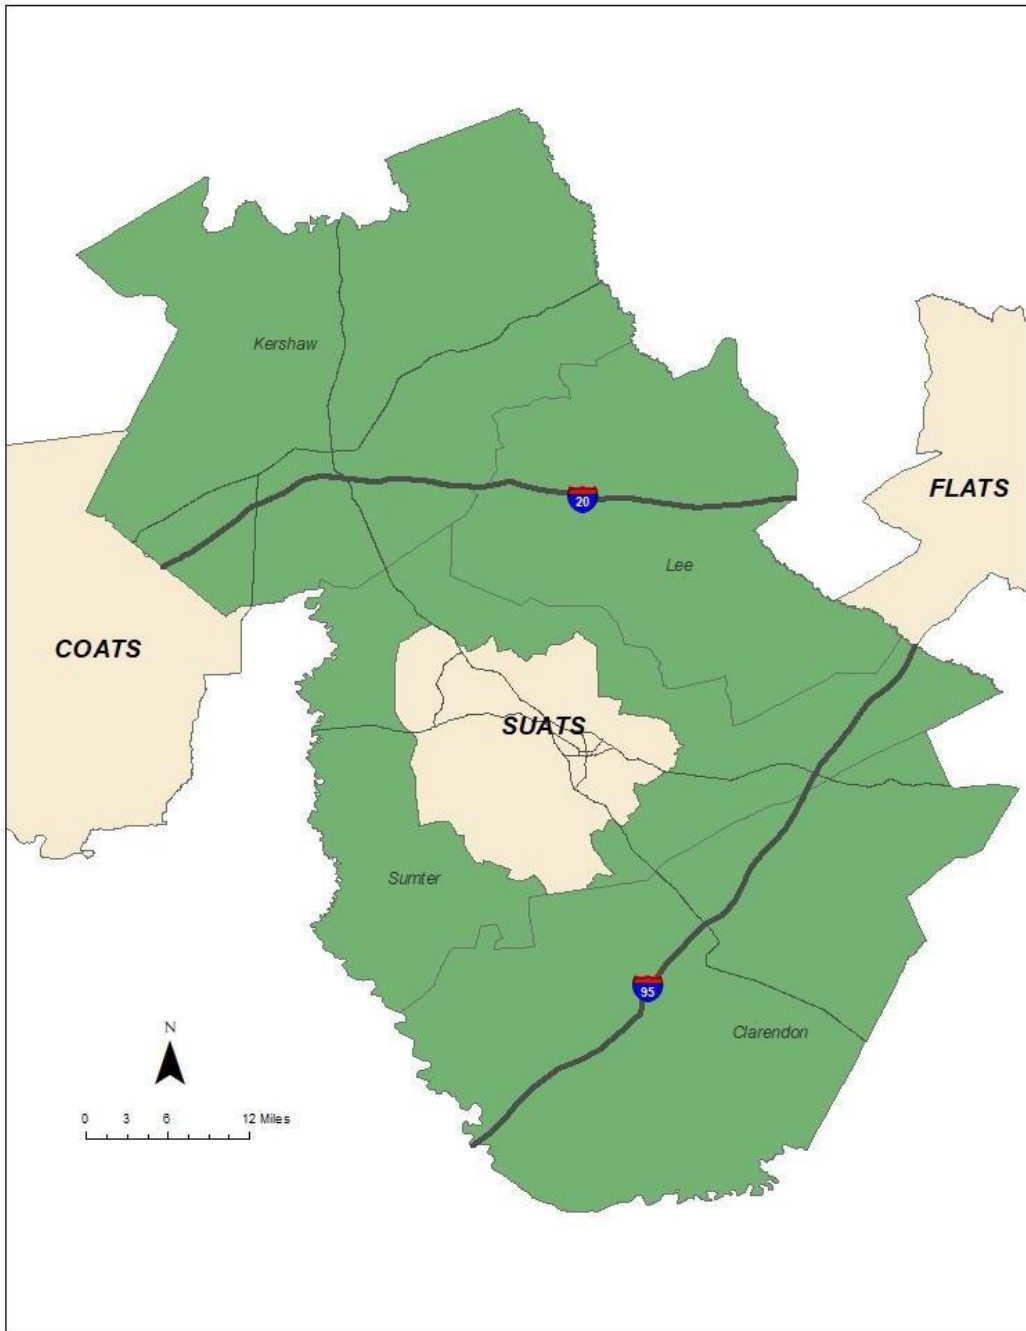 Kershaw
FLATS
20
Lee
COATS
SUATS
Sumter
95
Clarendon
N
0 3 6 12 Miles